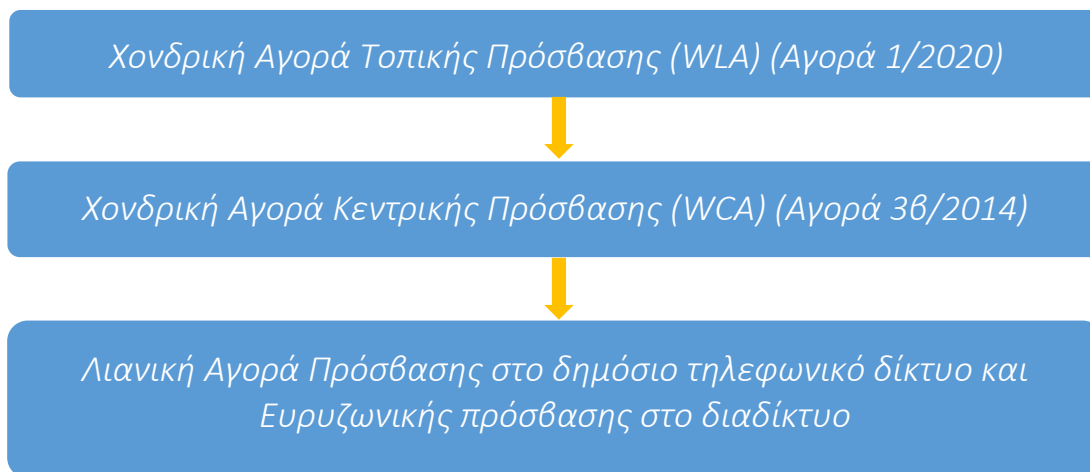 Χονδρική Αγορά Τοπικής Πρόσβασης (WLA) (Αγορά 1/2020)
Χονδρική Αγορά Κεντρικής Πρόσβασης (WCA) (Αγορά 3β/2014)
Λιανική Αγορά Πρόσβασης στο δημόσιο τηλεφωνικό δίκτυο και
Ευρυζωνικής πρόσβασης στο διαδίκτυο